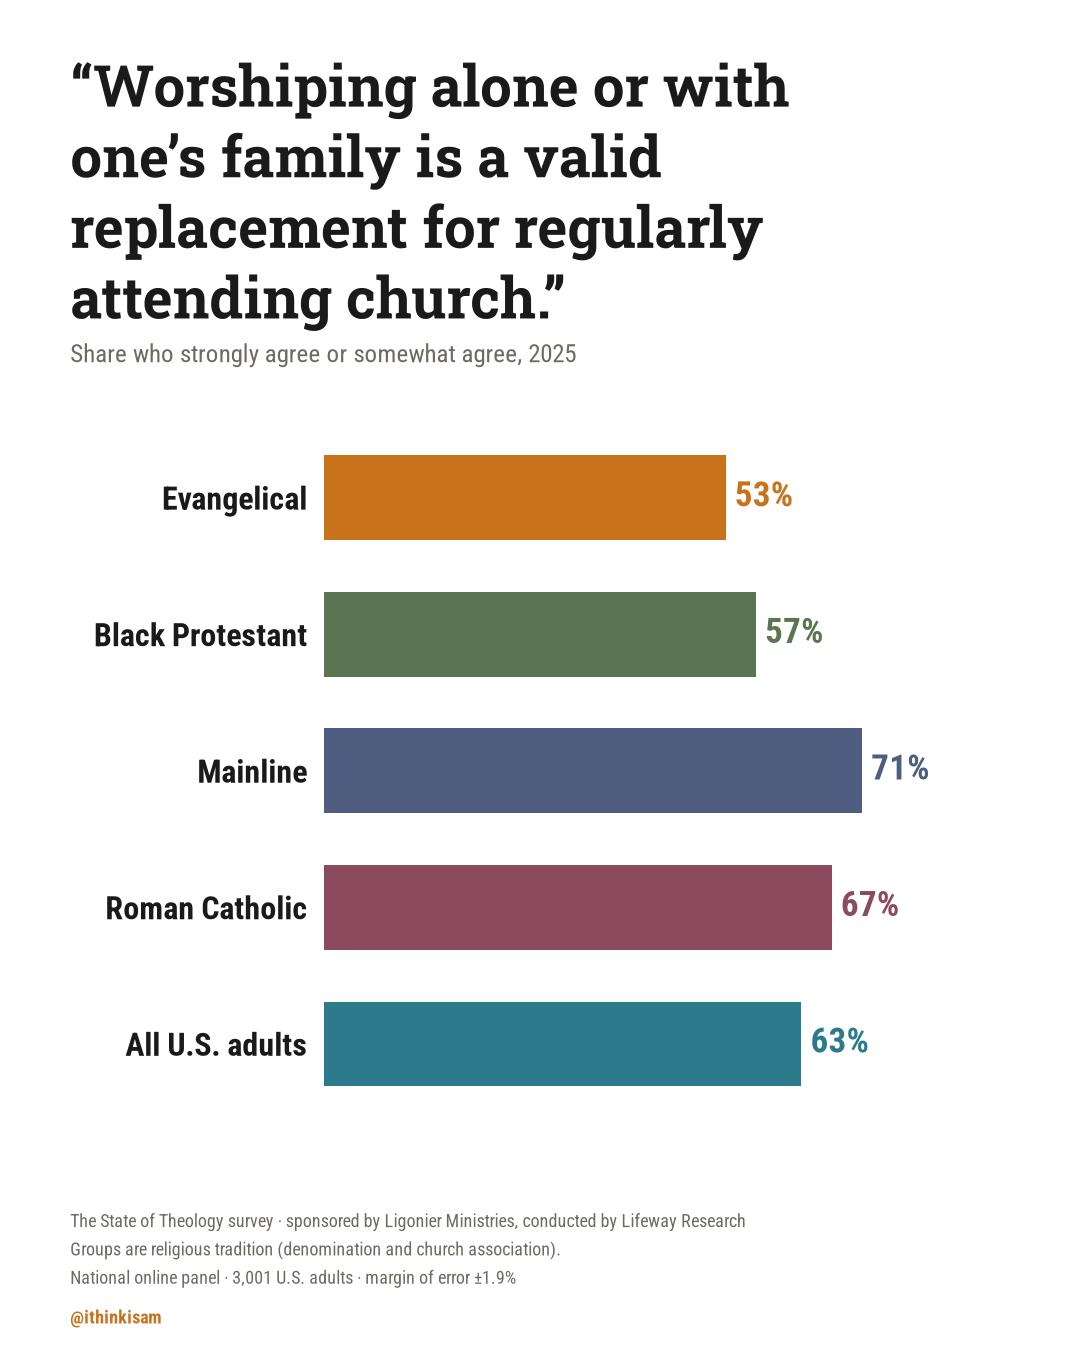 “Worshiping alone or with
one’s family is a valid
replacement for regularly
attending church.”
Share who strongly agree or somewhat agree, 2025
Evangelical 53%
Black Protestant 57%
Mainline 71%
Roman Catholic 67%
All U.S. adults 63%
The State of Theology survey · sponsored by Ligonier Ministries, conducted by Lifeway Research
Groups are religious tradition (denomination and church association).
National online panel · 3,001 U.S. adults · margin of error ±1.9%
@ithinkisam